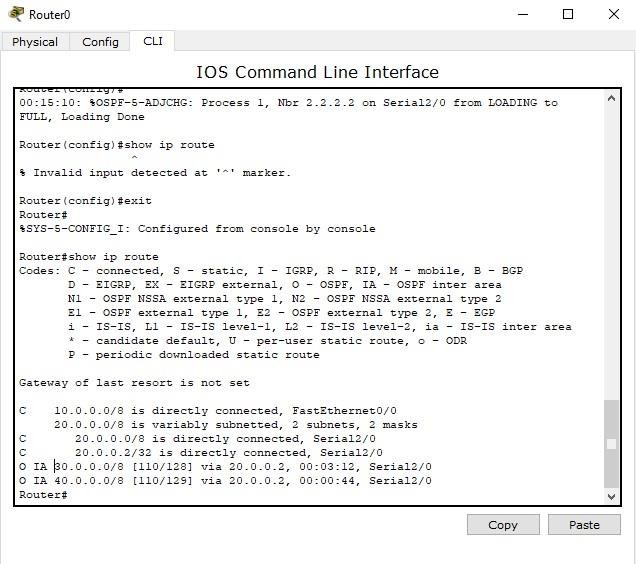 Router0
Physical Config CLI
IOS Command Line Interface
Router(config)#
00:15:10: %OSPF-5-ADJCHG: Process 1, Nbr 2.2.2.2 on Serial2/0 from LOADING to
FULL, Loading Done
Router(config)#show ip route
^
% Invalid input detected at '^' marker.
Router(config)#exit
Router#
%SYS-5-CONFIG_I: Configured from console by console
Router#show ip route
Codes: C - connected, S - static, I - IGRP, R - RIP, M - mobile, B - BGP
D - EIGRP, EX - EIGRP external, O - OSPF, IA - OSPF inter area
N1 - OSPF NSSA external type 1, N2 - OSPF NSSA external type 2
E1 - OSPF external type 1, E2 - OSPF external type 2, E - EGP
i - IS-IS, L1 - IS-IS level-1, L2 - IS-IS level-2, ia - IS-IS inter area
* - candidate default, U - per-user static route, o - ODR
P - periodic downloaded static route
Gateway of last resort is not set
C 10.0.0.0/8 is directly connected, FastEthernet0/0
20.0.0.0/8 is variably subnetted, 2 subnets, 2 masks
C 20.0.0.0/8 is directly connected, Serial2/0
C 20.0.0.2/32 is directly connected, Serial2/0
O IA 30.0.0.0/8 [110/128] via 20.0.0.2, 00:03:12, Serial2/0
O IA 40.0.0.0/8 [110/129] via 20.0.0.2, 00:00:44, Serial2/0
Router#
Copy Paste